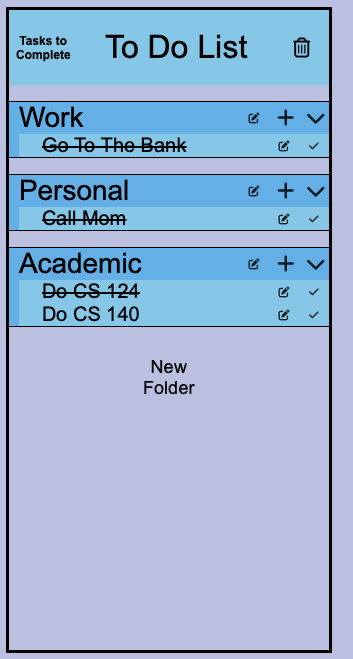 Tasks to
Complete
To Do List
Work
Go To The Bank
Personal
Call Mom
Academic
Do CS 124
Do CS 140
New
Folder